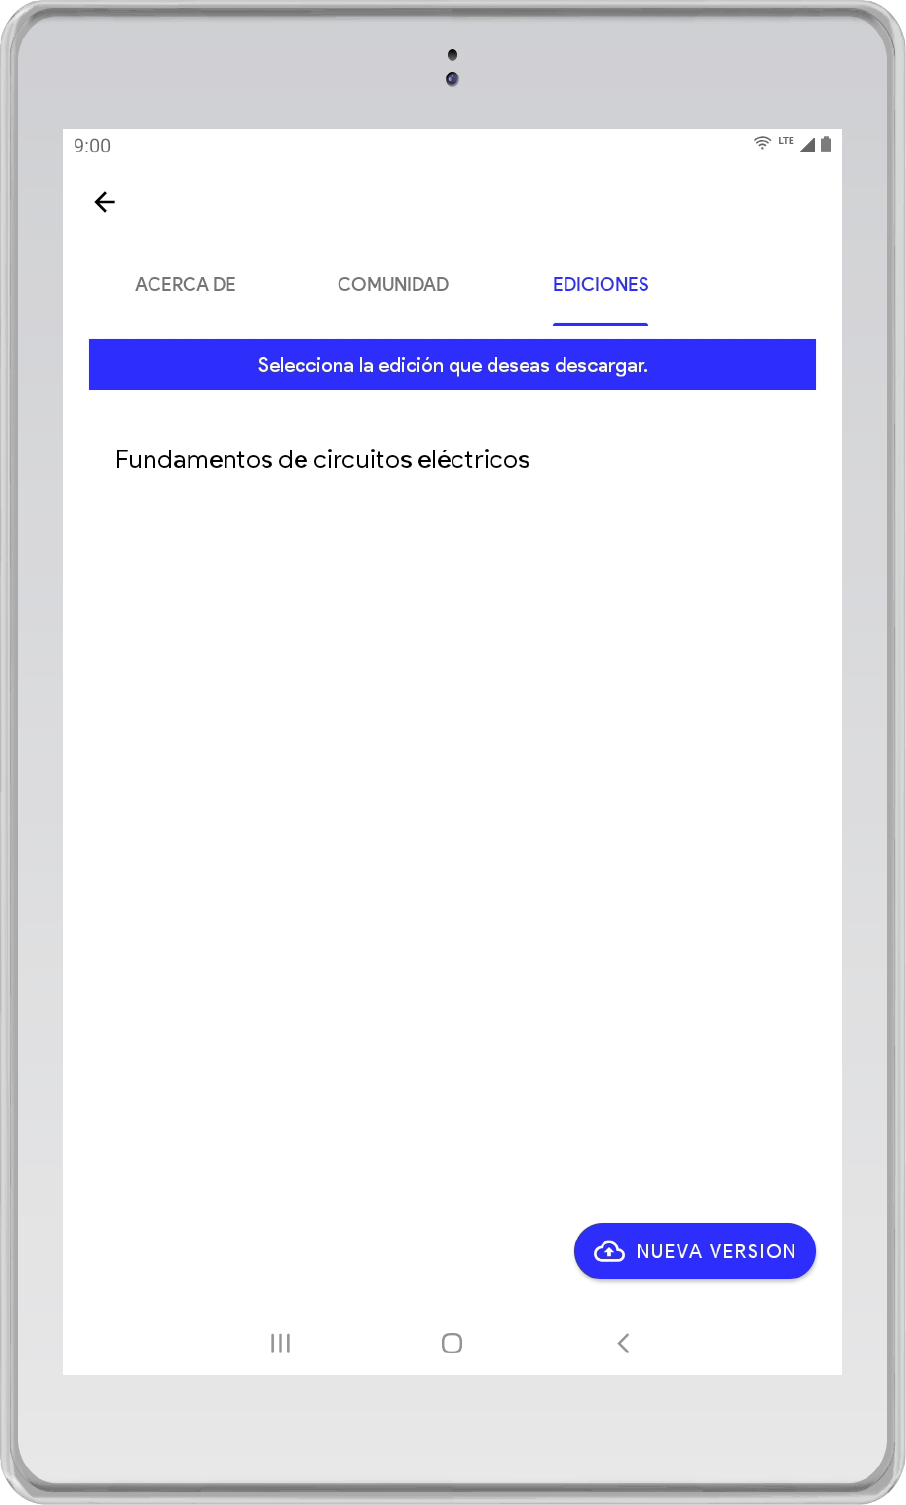 9:00
LTE
ACERCA DE
COMUNIDAD
EDICIONES
Selecciona la edición que deseas descargar.
Fundamentos de circuitos eléctricos
NUEVA VERSION